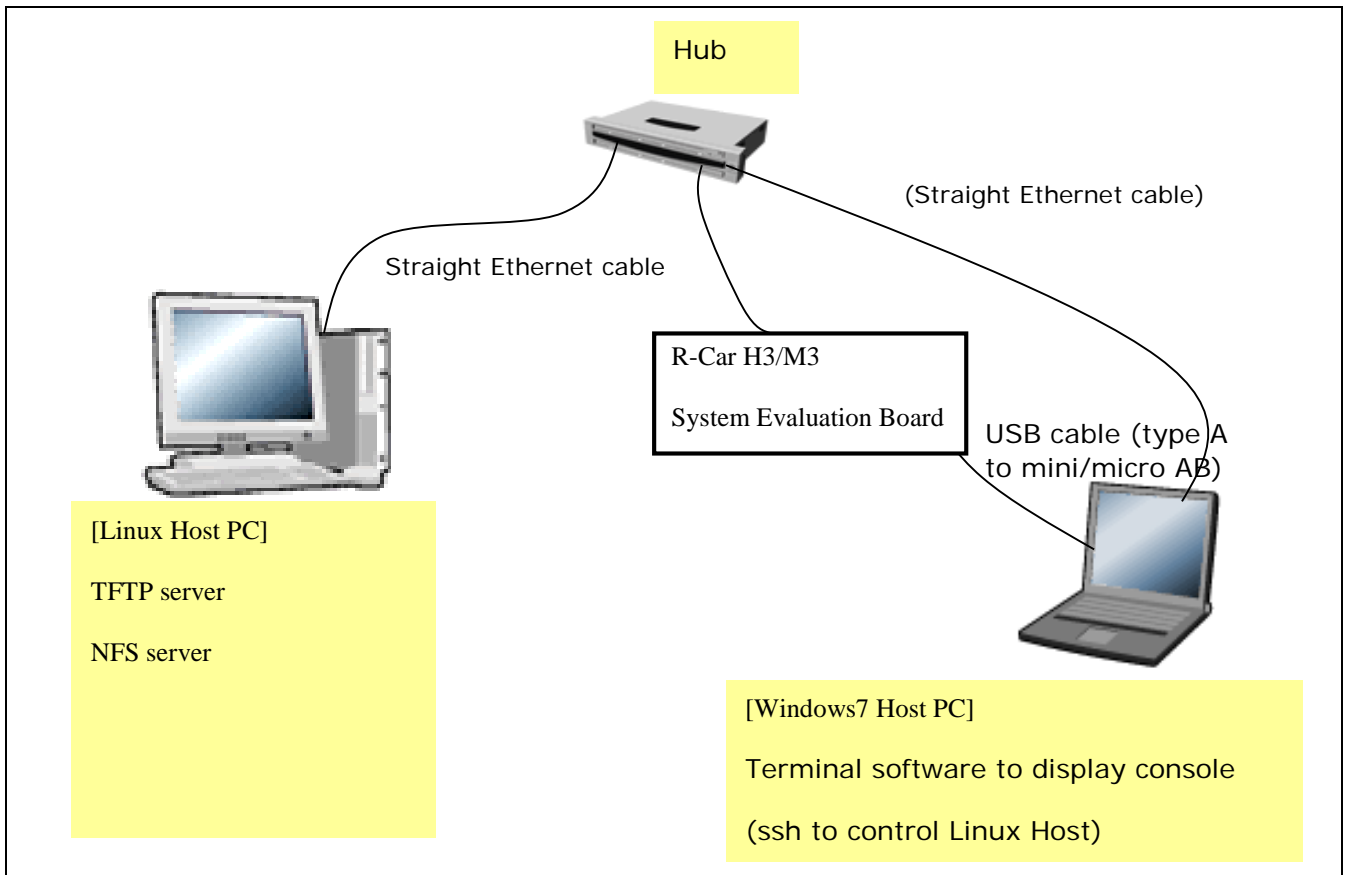 Hub
(Straight Ethernet cable)
Straight Ethernet cable
R-Car H3/M3
System Evaluation Board
USB cable (type A
to mini/micro AB)
[Linux Host PC]
TFTP server
NFS server
[Windows7 Host PC]
Terminal software to display console
(ssh to control Linux Host)